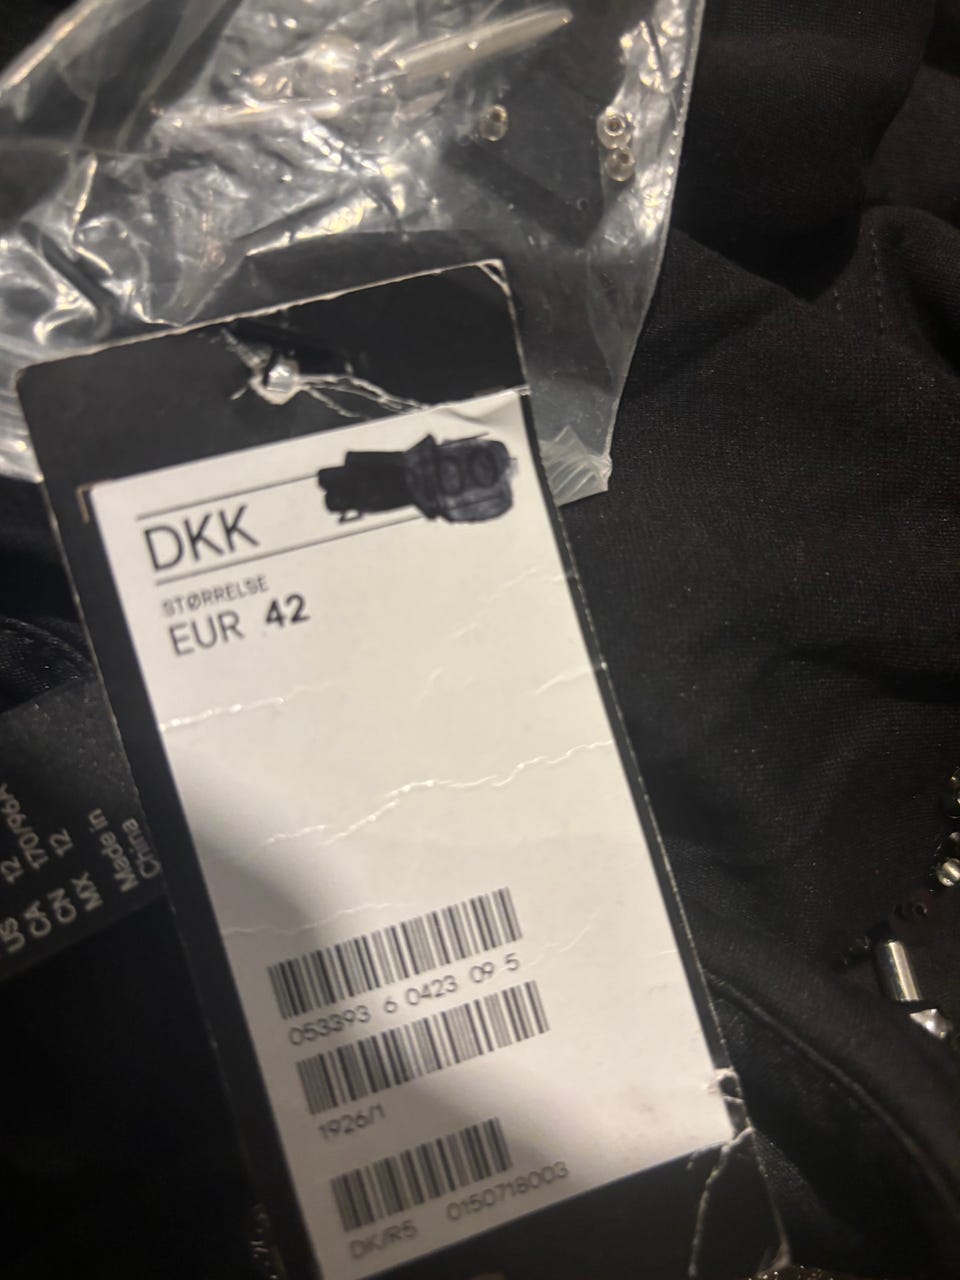 DKK
STØRRELSE
EUR 42
053393 6 0423 09 5
1926/1
DK/R5 0150718003
US 12
CA 12
CN 170/96A
MX 12
Made in
China